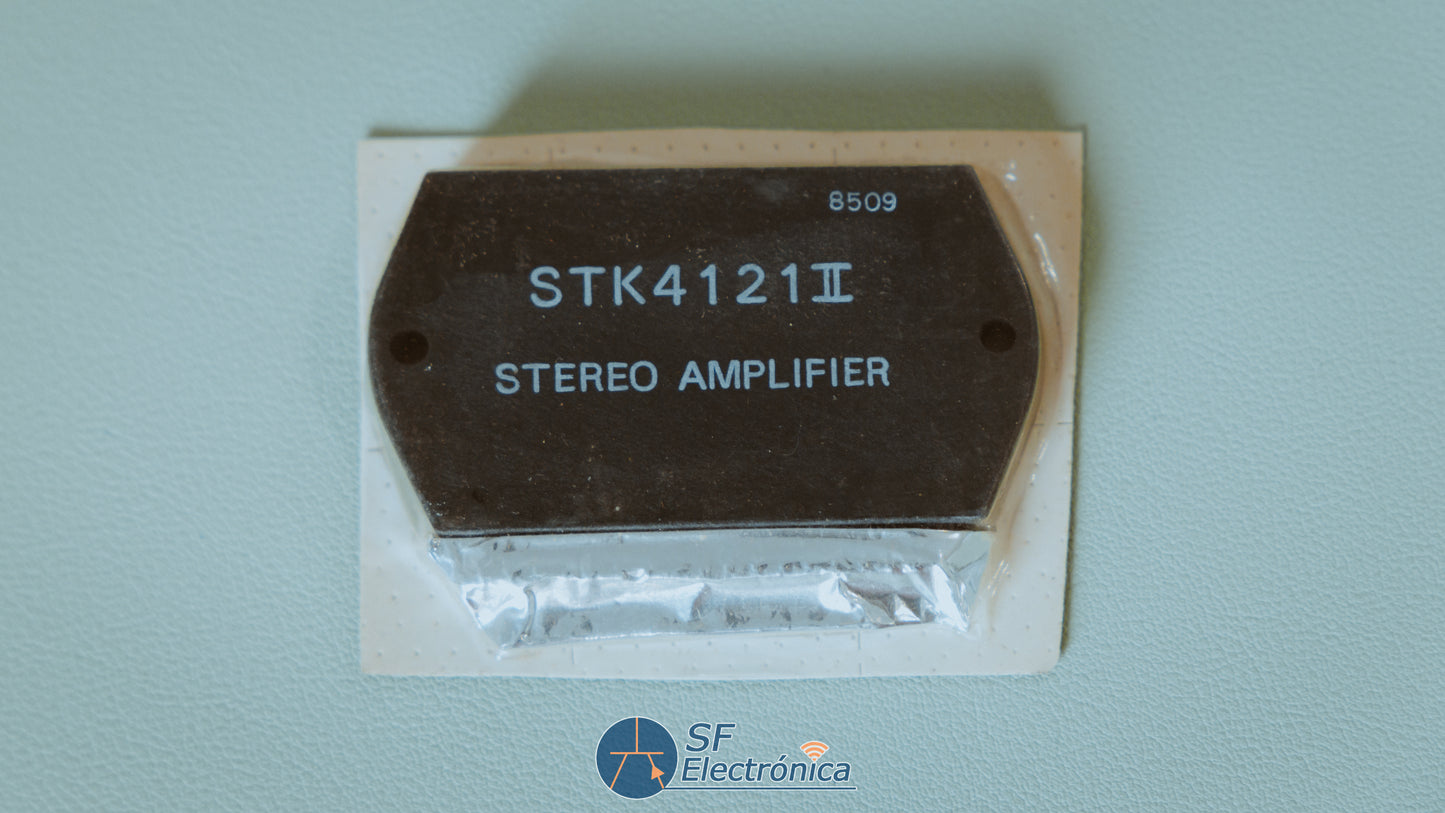 8509
STK4121II
STEREO AMPLIFIER
SF
Electrónica